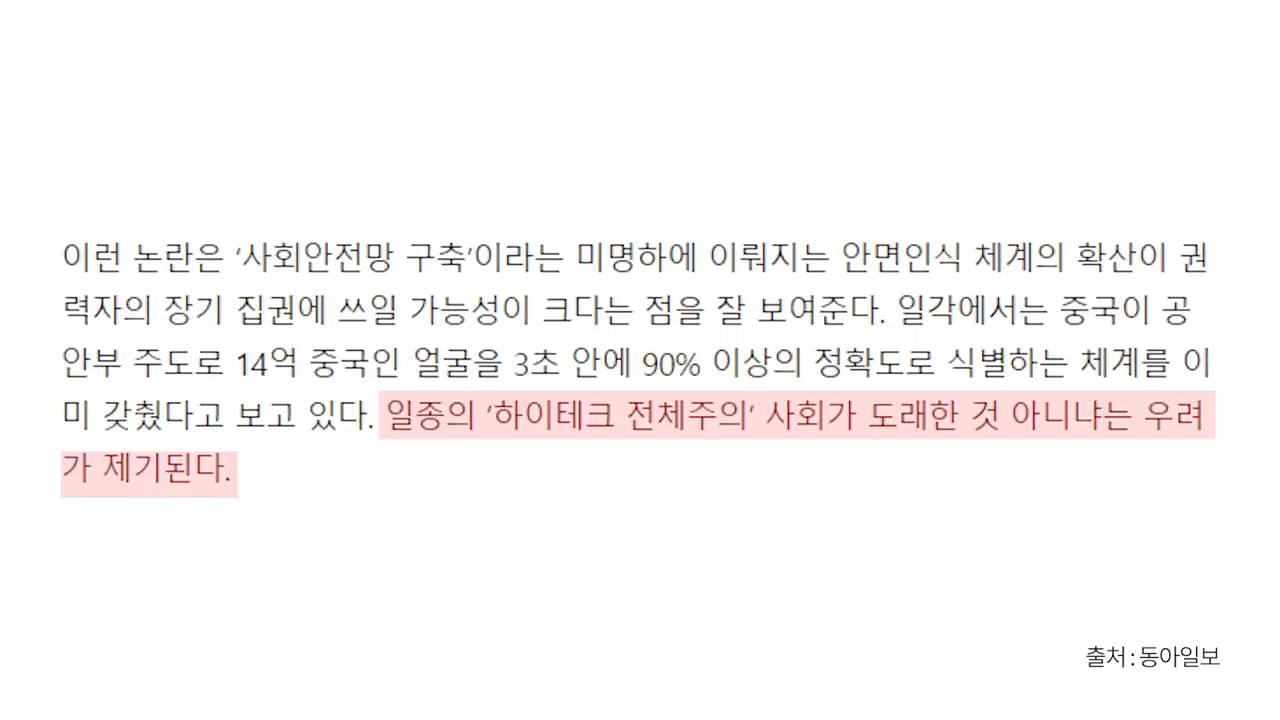 이런 논란은 '사회안전망 구축'이라는 미명하에 이뤄지는 안면인식 체계의 확산이 권
력자의 장기 집권에 쓰일 가능성이 크다는 점을 잘 보여준다. 일각에서는 중국이 공
안부 주도로 14억 중국인 얼굴을 3초 안에 90% 이상의 정확도로 식별하는 체계를 이
미 갖췄다고 보고 있다. 일종의 '하이테크 전체주의' 사회가 도래한 것 아니냐는 우려
가 제기된다.
출처 : 동아일보